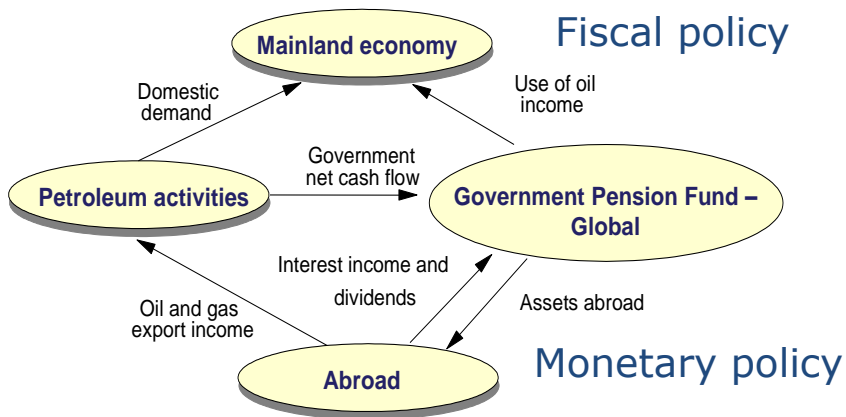 Mainland economy
Fiscal policy
Domestic
demand
Use of oil
income
Government
net cash flow
Petroleum activities
Government Pension Fund –
Global
Interest income and
dividends
Assets abroad
Oil and gas
export income
Abroad
Monetary policy